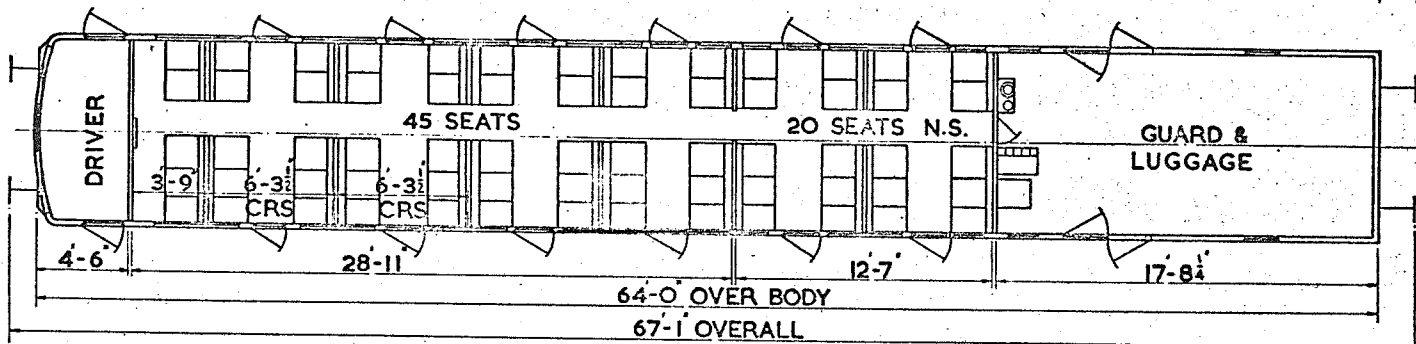 DRIVER
45 SEATS
20 SEATS N.S.
GUARD &
LUGGAGE
3'-9"
6'-3½"
CRS
6'-3½"
CRS
4'-6"
28'-11"
12'-7"
17'-8¼"
64'-0" OVER BODY
67'-1" OVERALL